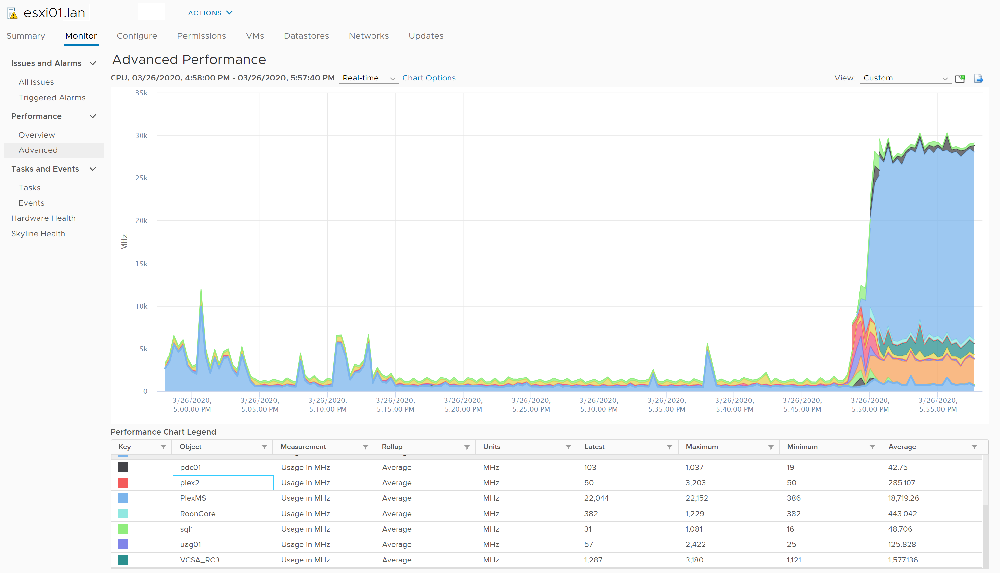 esxi01.lan
ACTIONS
Summary Monitor Configure Permissions VMs Datastores Networks Updates
Issues and Alarms
All Issues
Triggered Alarms
Performance
Overview
Advanced
Tasks and Events
Tasks
Events
Hardware Health
Skyline Health
Advanced Performance
CPU, 03/26/2020, 4:58:00 PM - 03/26/2020, 5:57:40 PM Real-time Chart Options View: Custom
35k
30k
25k
20k
15k
10k
5k
0
MHz
3/26/2020, 3/26/2020, 3/26/2020, 3/26/2020, 3/26/2020, 3/26/2020, 3/26/2020, 3/26/2020, 3/26/2020, 3/26/2020, 3/26/2020, 3/26/2020,
5:00:00 PM 5:05:00 PM 5:10:00 PM 5:15:00 PM 5:20:00 PM 5:25:00 PM 5:30:00 PM 5:35:00 PM 5:40:00 PM 5:45:00 PM 5:50:00 PM 5:55:00 PM
Performance Chart Legend
Key Object Measurement Rollup Units Latest Maximum Minimum Average
pdc01 Usage in MHz Average MHz 103 1,037 19 42.75
plex2 Usage in MHz Average MHz 50 3,203 50 285.107
PlexMS Usage in MHz Average MHz 22,044 22,152 386 18,719.26
RoonCore Usage in MHz Average MHz 382 1,229 382 443.042
sql1 Usage in MHz Average MHz 31 1,081 16 48.706
uag01 Usage in MHz Average MHz 57 2,422 25 125.828
VCSA_RC3 Usage in MHz Average MHz 1,287 3,180 1,121 1,577.136